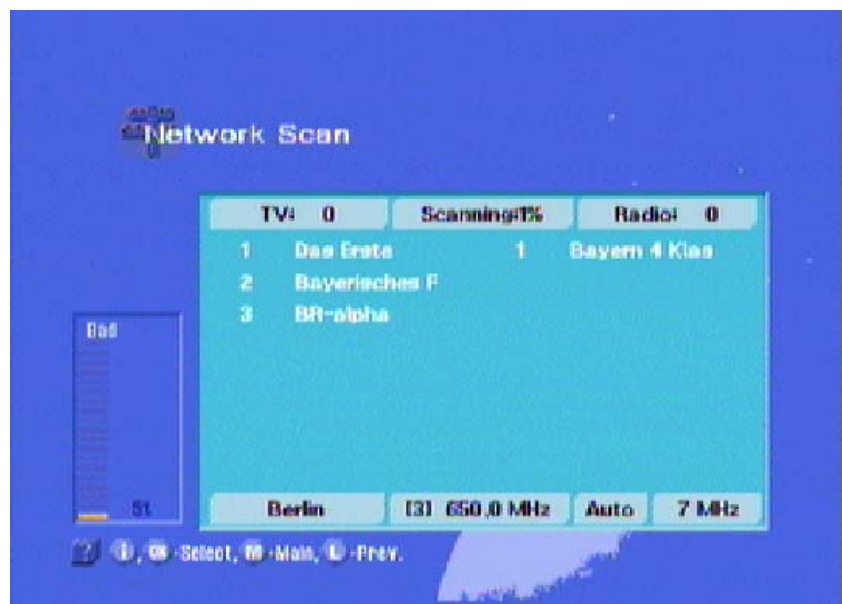 Network Scan
TV: 0 Scanning:1% Radio: 0
1 Das Erste 1 Bayern 4 Klas
2 Bayerisches F
3 BR-alpha
Bad
Berlin [3] 650,0 MHz Auto 7 MHz
? i, OK -Select, -Main, -Prev.